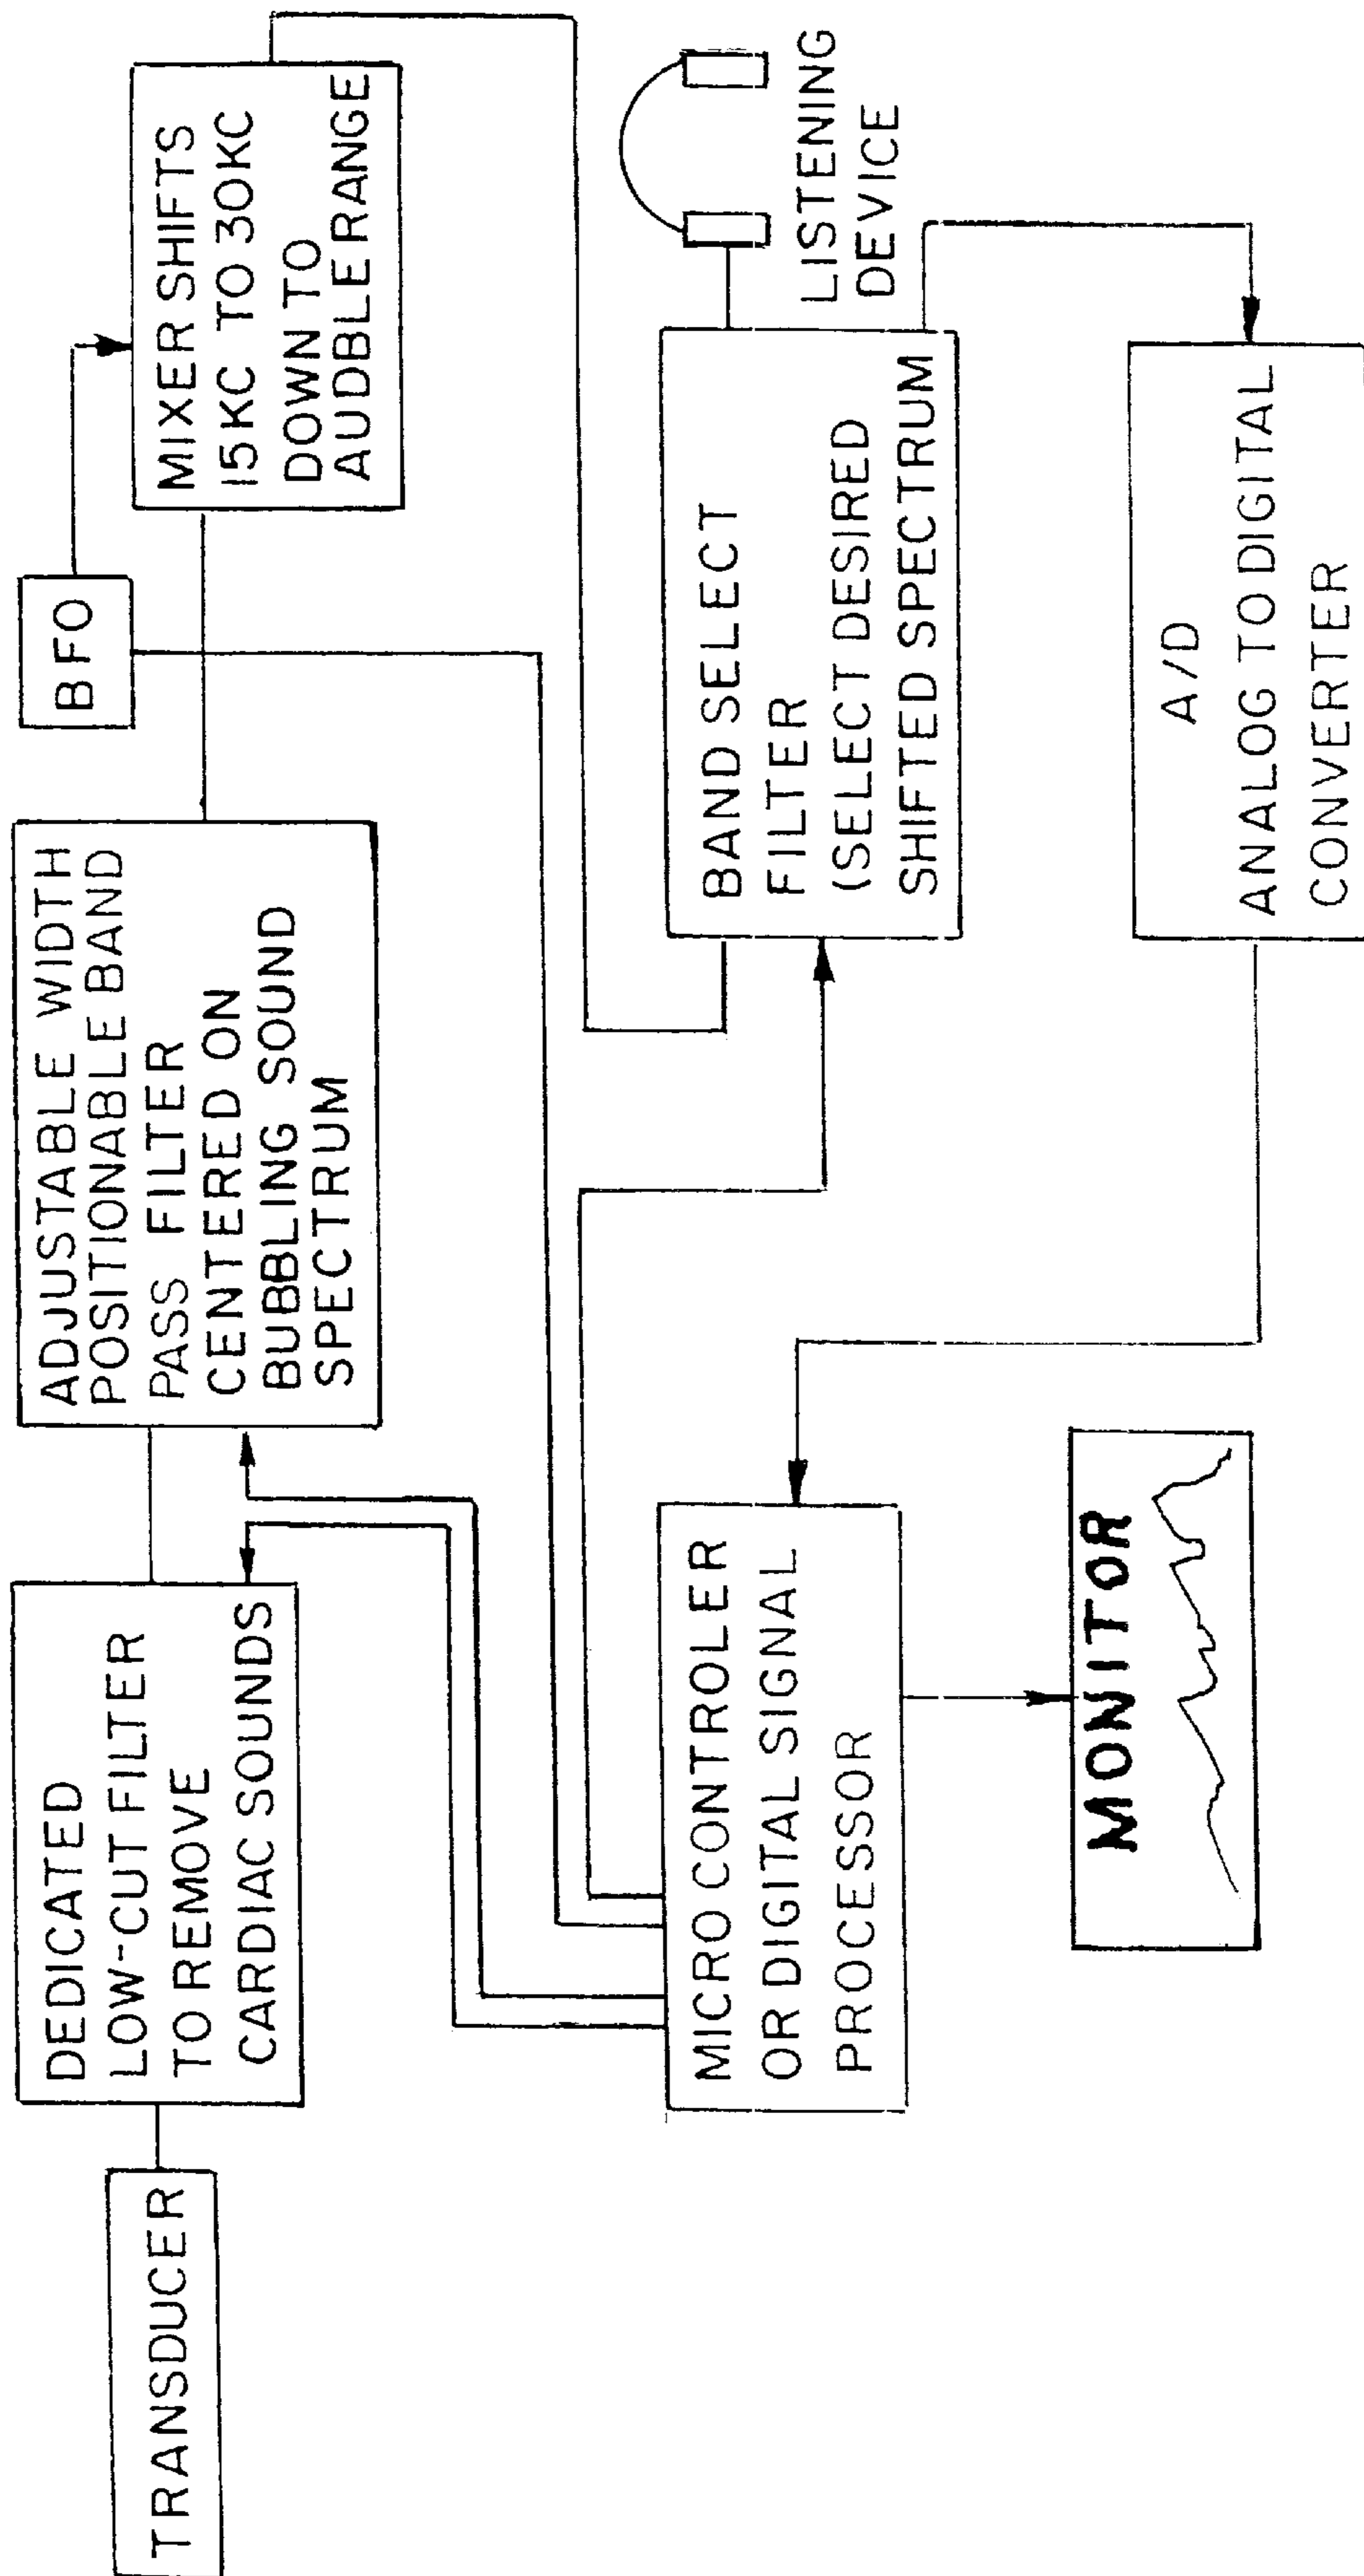 TRANSDUCER
DEDICATED
LOW-CUT FILTER
TO REMOVE
CARDIAC SOUNDS
ADJUSTABLE WIDTH
POSITIONABLE BAND
PASS FILTER
CENTERED ON
BUBBLING SOUND
SPECTRUM
BFO
MIXER SHIFTS
15KC TO 30KC
DOWN TO
AUDBLE RANGE
MICRO CONTROLER
OR DIGITAL SIGNAL
PROCESSOR
BAND SELECT
FILTER
(SELECT DESIRED
SHIFTED SPECTRUM
LISTENING
DEVICE
MONITOR
A/D
ANALOG TO DIGITAL
CONVERTER